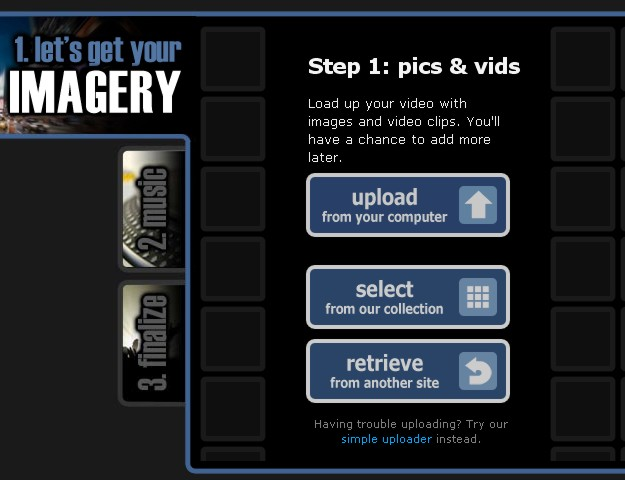 1. let's get your
IMAGERY
2. music
3. finalize
Step 1: pics & vids
Load up your video with
images and video clips. You'll
have a chance to add more
later.
upload
from your computer
select
from our collection
retrieve
from another site
Having trouble uploading? Try our
simple uploader instead.